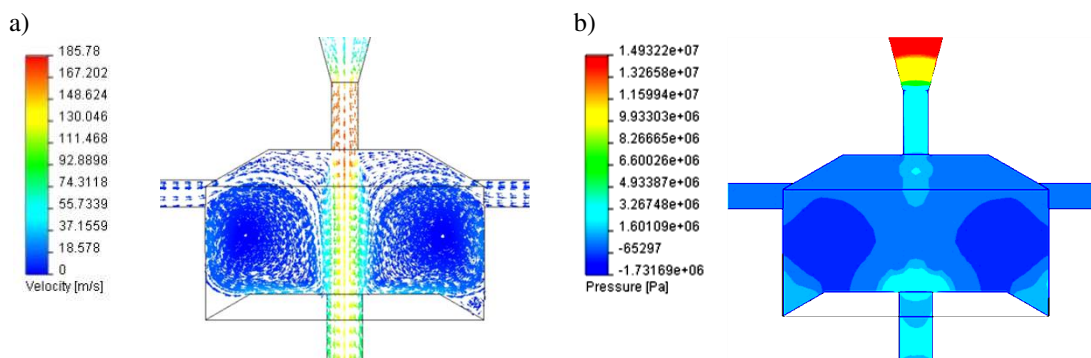 a)
185.78
167.202
148.624
130.046
111.468
92.8898
74.3118
55.7339
37.1559
18.578
0
Velocity [m/s]
b)
1.49322e+07
1.32658e+07
1.15994e+07
9.93303e+06
8.26665e+06
6.60026e+06
4.93387e+06
3.26748e+06
1.60109e+06
-65297
-1.73169e+06
Pressure [Pa]